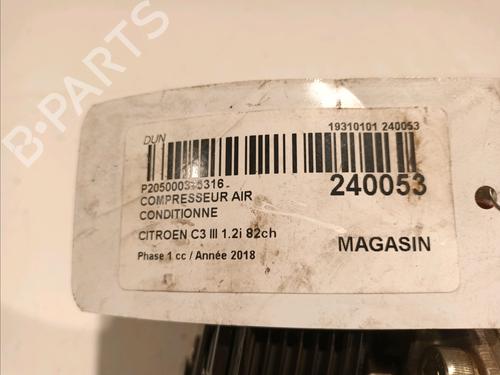 B-PARTS
DUN
19310101 240053
240053
COMPRESSEUR AIR
CONDITIONNE
CITROEN C3 III 1.2i 82ch
MAGASIN
Phase 1 cc / Année 2018